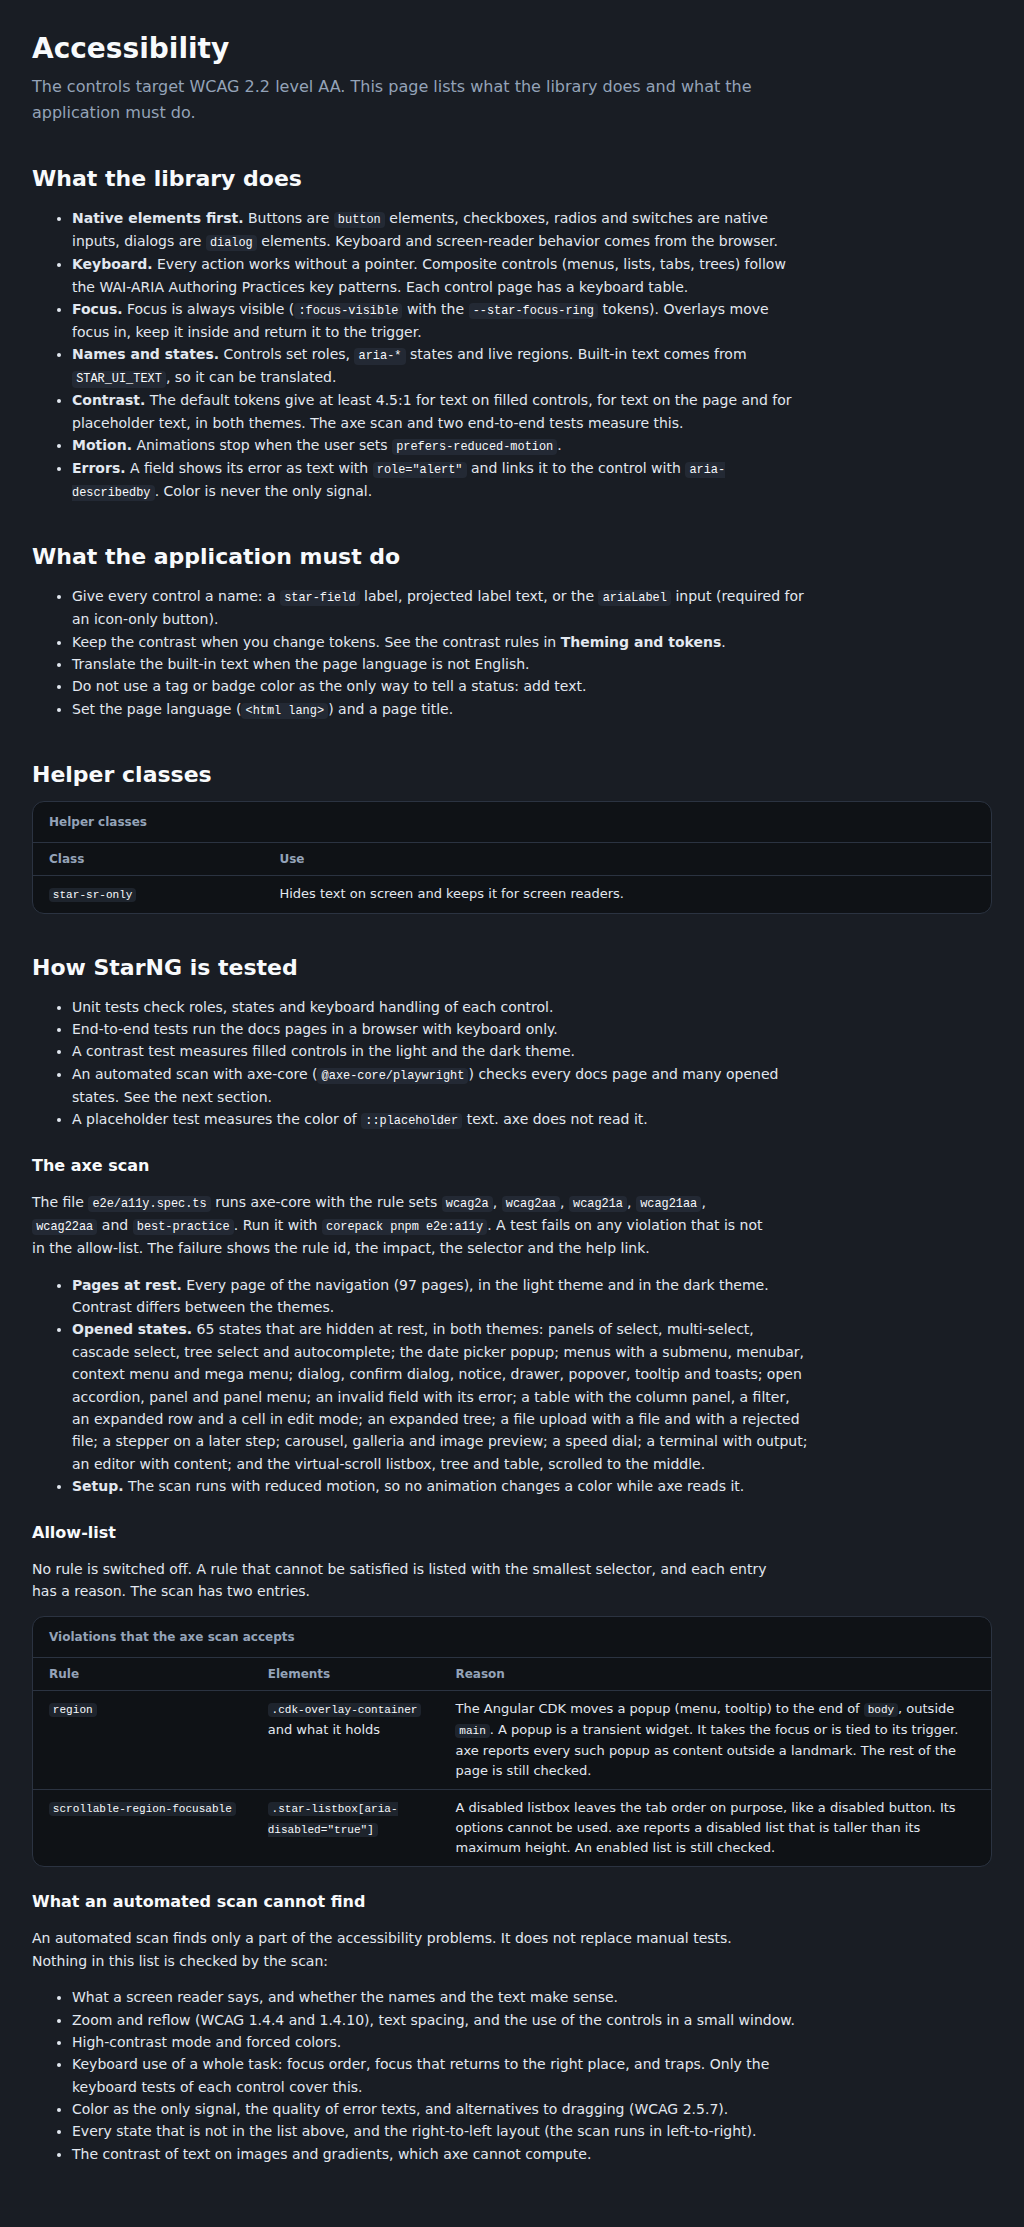 Accessibility
The controls target WCAG 2.2 level AA. This page lists what the library does and what the
application must do.
What the library does
• Native elements first. Buttons are button elements, checkboxes, radios and switches are native
inputs, dialogs are dialog elements. Keyboard and screen-reader behavior comes from the browser.
• Keyboard. Every action works without a pointer. Composite controls (menus, lists, tabs, trees) follow
the WAI-ARIA Authoring Practices key patterns. Each control page has a keyboard table.
• Focus. Focus is always visible (:focus-visible with the --star-focus-ring tokens). Overlays move
focus in, keep it inside and return it to the trigger.
• Names and states. Controls set roles, aria-* states and live regions. Built-in text comes from
STAR_UI_TEXT, so it can be translated.
• Contrast. The default tokens give at least 4.5:1 for text on filled controls, for text on the page and for
placeholder text, in both themes. The axe scan and two end-to-end tests measure this.
• Motion. Animations stop when the user sets prefers-reduced-motion.
• Errors. A field shows its error as text with role="alert" and links it to the control with aria-
describedby. Color is never the only signal.
What the application must do
• Give every control a name: a star-field label, projected label text, or the ariaLabel input (required for
an icon-only button).
• Keep the contrast when you change tokens. See the contrast rules in Theming and tokens.
• Translate the built-in text when the page language is not English.
• Do not use a tag or badge color as the only way to tell a status: add text.
• Set the page language (<html lang>) and a page title.
Helper classes
Helper classes
Class Use
star-sr-only Hides text on screen and keeps it for screen readers.
How StarNG is tested
• Unit tests check roles, states and keyboard handling of each control.
• End-to-end tests run the docs pages in a browser with keyboard only.
• A contrast test measures filled controls in the light and the dark theme.
• An automated scan with axe-core (@axe-core/playwright) checks every docs page and many opened
states. See the next section.
• A placeholder test measures the color of ::placeholder text. axe does not read it.
The axe scan
The file e2e/a11y.spec.ts runs axe-core with the rule sets wcag2a, wcag2aa, wcag21a, wcag21aa,
wcag22aa and best-practice. Run it with corepack pnpm e2e:a11y. A test fails on any violation that is not
in the allow-list. The failure shows the rule id, the impact, the selector and the help link.
• Pages at rest. Every page of the navigation (97 pages), in the light theme and in the dark theme.
Contrast differs between the themes.
• Opened states. 65 states that are hidden at rest, in both themes: panels of select, multi-select,
cascade select, tree select and autocomplete; the date picker popup; menus with a submenu, menubar,
context menu and mega menu; dialog, confirm dialog, notice, drawer, popover, tooltip and toasts; open
accordion, panel and panel menu; an invalid field with its error; a table with the column panel, a filter,
an expanded row and a cell in edit mode; an expanded tree; a file upload with a file and with a rejected
file; a stepper on a later step; carousel, galleria and image preview; a speed dial; a terminal with output;
an editor with content; and the virtual-scroll listbox, tree and table, scrolled to the middle.
• Setup. The scan runs with reduced motion, so no animation changes a color while axe reads it.
Allow-list
No rule is switched off. A rule that cannot be satisfied is listed with the smallest selector, and each entry
has a reason. The scan has two entries.
Violations that the axe scan accepts
Rule Elements Reason
region .cdk-overlay-container The Angular CDK moves a popup (menu, tooltip) to the end of body, outside
and what it holds main. A popup is a transient widget. It takes the focus or is tied to its trigger.
axe reports every such popup as content outside a landmark. The rest of the
page is still checked.
scrollable-region-focusable .star-listbox[aria- A disabled listbox leaves the tab order on purpose, like a disabled button. Its
disabled="true"] options cannot be used. axe reports a disabled list that is taller than its
maximum height. An enabled list is still checked.
What an automated scan cannot find
An automated scan finds only a part of the accessibility problems. It does not replace manual tests.
Nothing in this list is checked by the scan:
• What a screen reader says, and whether the names and the text make sense.
• Zoom and reflow (WCAG 1.4.4 and 1.4.10), text spacing, and the use of the controls in a small window.
• High-contrast mode and forced colors.
• Keyboard use of a whole task: focus order, focus that returns to the right place, and traps. Only the
keyboard tests of each control cover this.
• Color as the only signal, the quality of error texts, and alternatives to dragging (WCAG 2.5.7).
• Every state that is not in the list above, and the right-to-left layout (the scan runs in left-to-right).
• The contrast of text on images and gradients, which axe cannot compute.